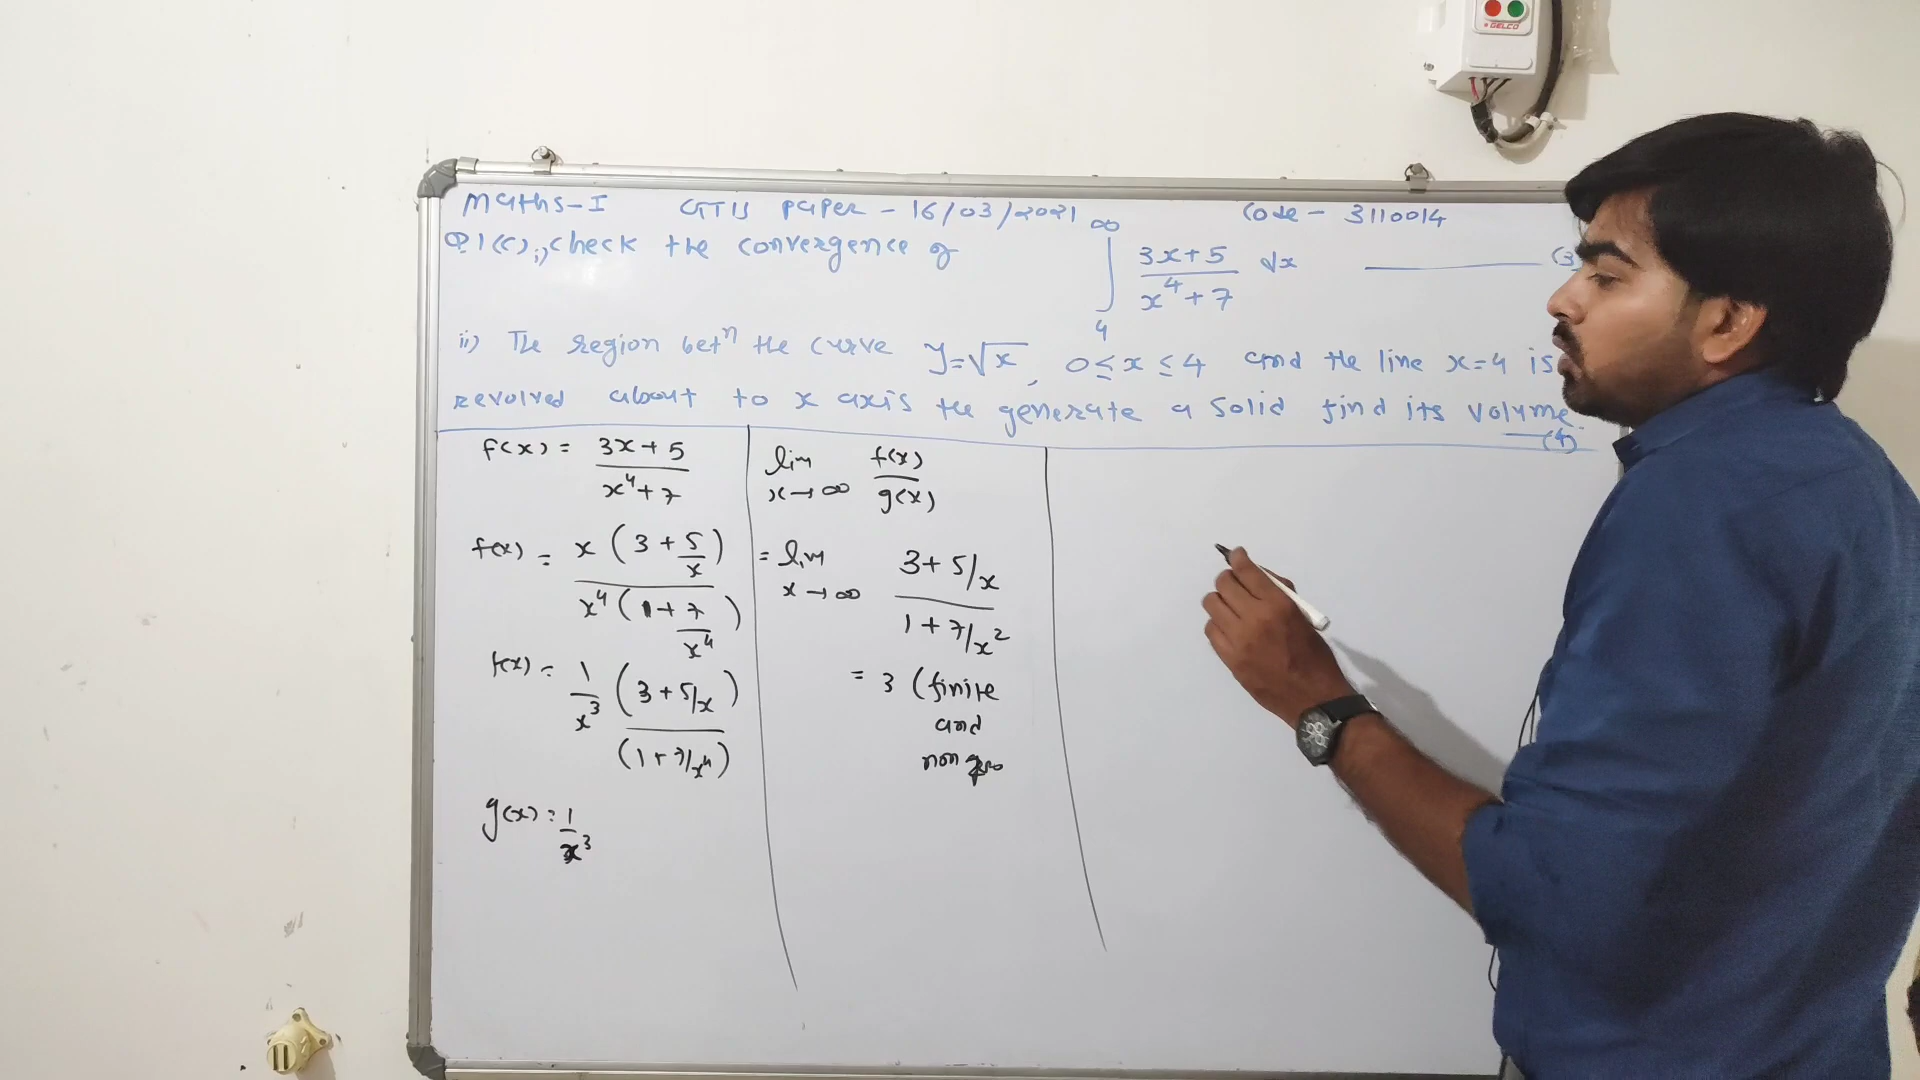 GELCO
Maths-I GTU paper - 16/03/2021 Code - 3110014
Q.1(c) i) check the convergence of ∫₄^∞ (3x+5)/(x⁴+7) dx (3
ii) The region betⁿ the curve y=√x, 0≤x≤4 and the line x=4 is
revolved about to x axis the generate a solid find its volume. (4)
f(x) = (3x+5)/(x⁴+7)
f(x) = x(3+5/x)/x⁴(1+7/x⁴)
f(x) = 1/x³ (3+5/x)/(1+7/x⁴)
g(x) = 1/x³
lim x→∞ f(x)/g(x)
= lim x→∞ (3+5/x)/(1+7/x²)
= 3 (finite
and
non zero